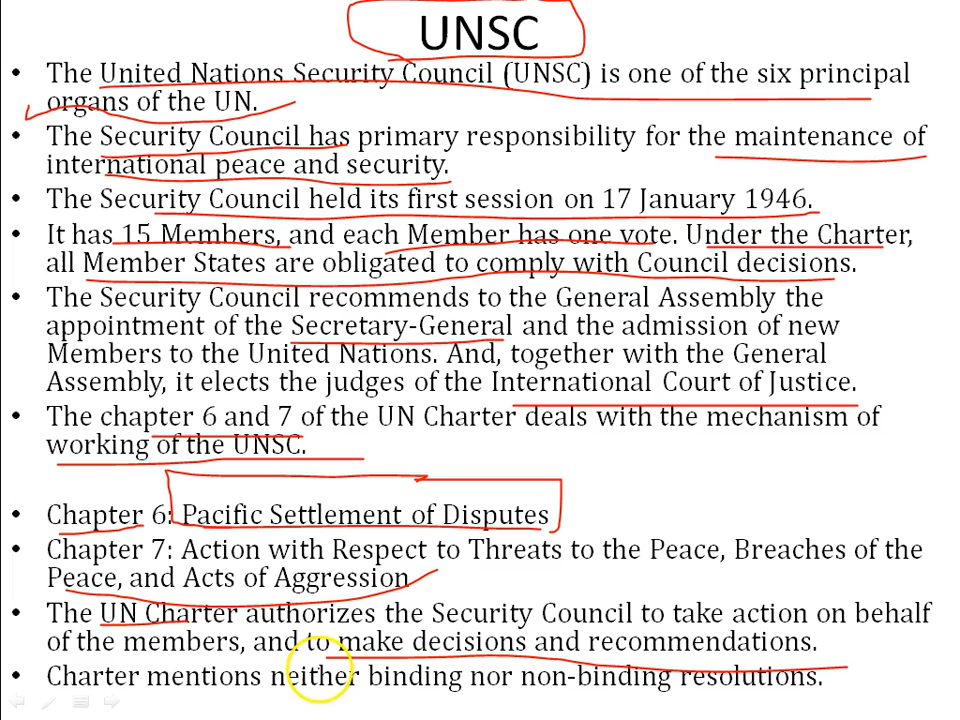 UNSC
• The United Nations Security Council (UNSC) is one of the six principal
organs of the UN.
• The Security Council has primary responsibility for the maintenance of
international peace and security.
• The Security Council held its first session on 17 January 1946.
• It has 15 Members, and each Member has one vote. Under the Charter,
all Member States are obligated to comply with Council decisions.
• The Security Council recommends to the General Assembly the
appointment of the Secretary-General and the admission of new
Members to the United Nations. And, together with the General
Assembly, it elects the judges of the International Court of Justice.
• The chapter 6 and 7 of the UN Charter deals with the mechanism of
working of the UNSC.
• Chapter 6: Pacific Settlement of Disputes
• Chapter 7: Action with Respect to Threats to the Peace, Breaches of the
Peace, and Acts of Aggression
• The UN Charter authorizes the Security Council to take action on behalf
of the members, and to make decisions and recommendations.
• Charter mentions neither binding nor non-binding resolutions.